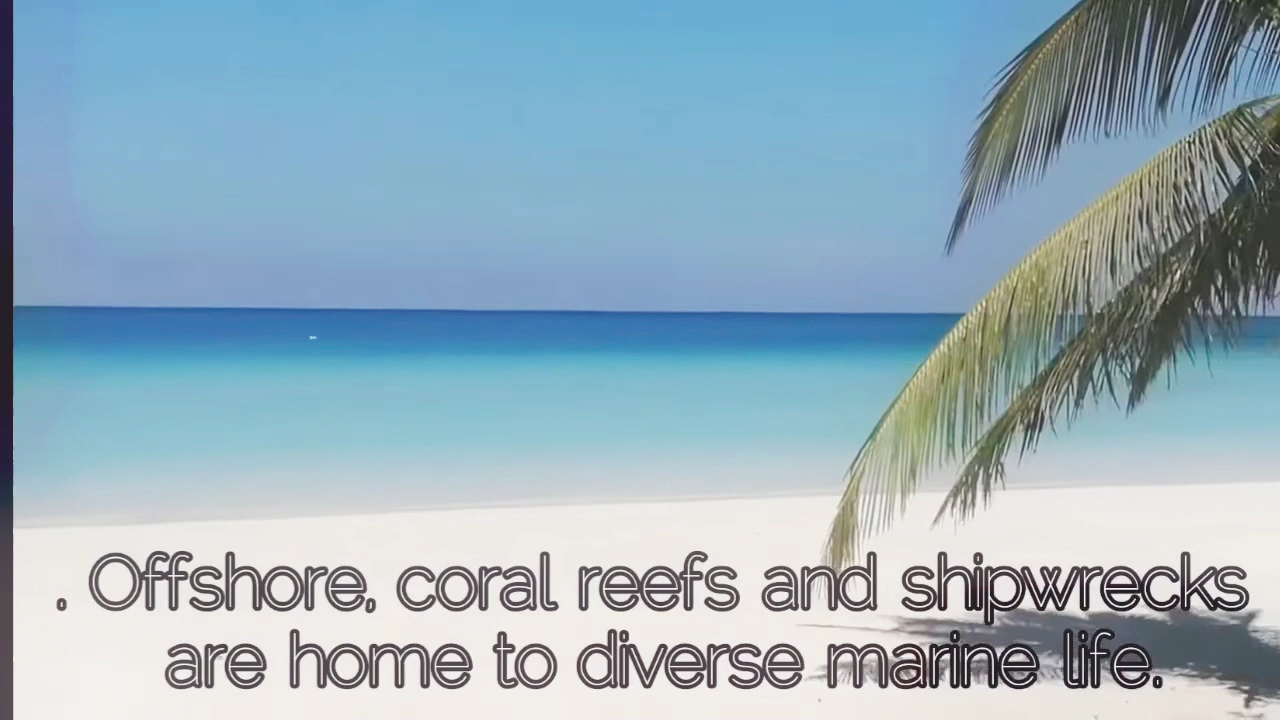 . Offshore, coral reefs and shipwrecks
are home to diverse marine life.